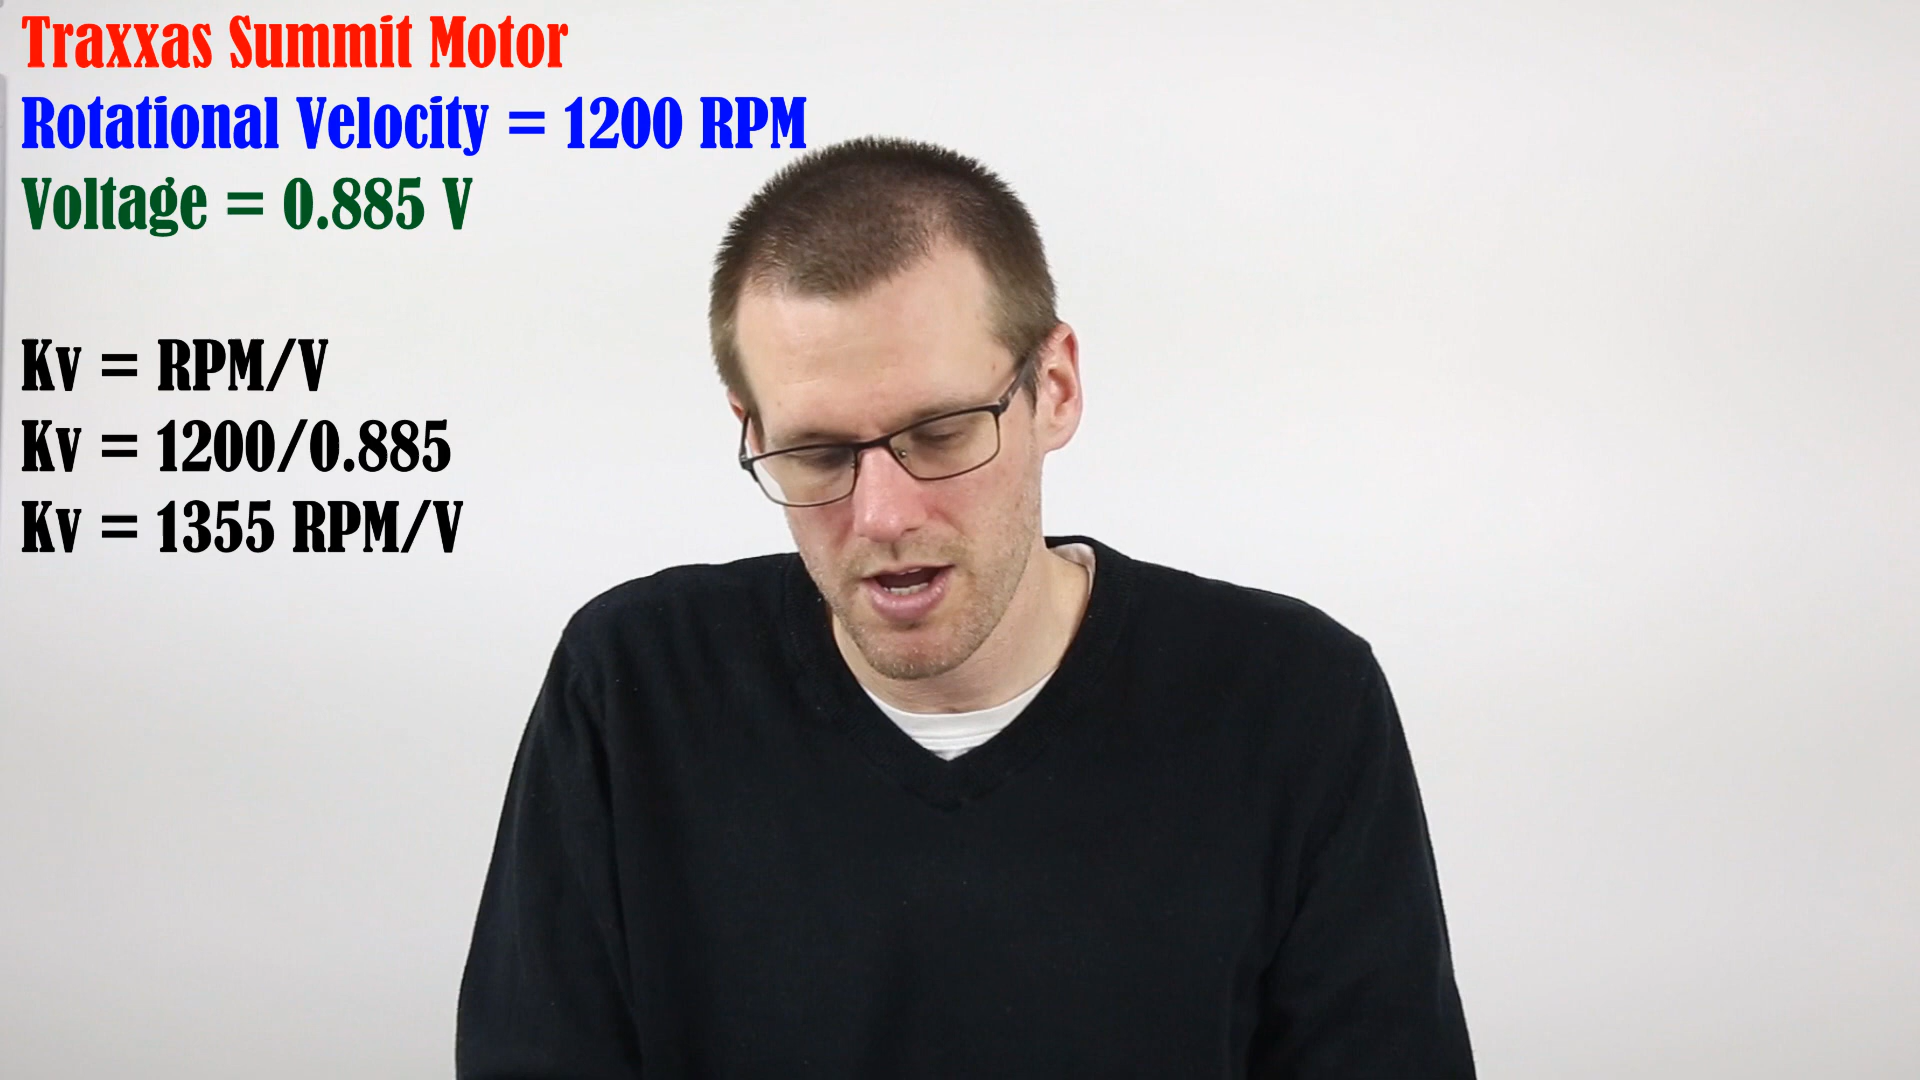 Traxxas Summit Motor
Rotational Velocity = 1200 RPM
Voltage = 0.885 V
Kv = RPM/V
Kv = 1200/0.885
Kv = 1355 RPM/V